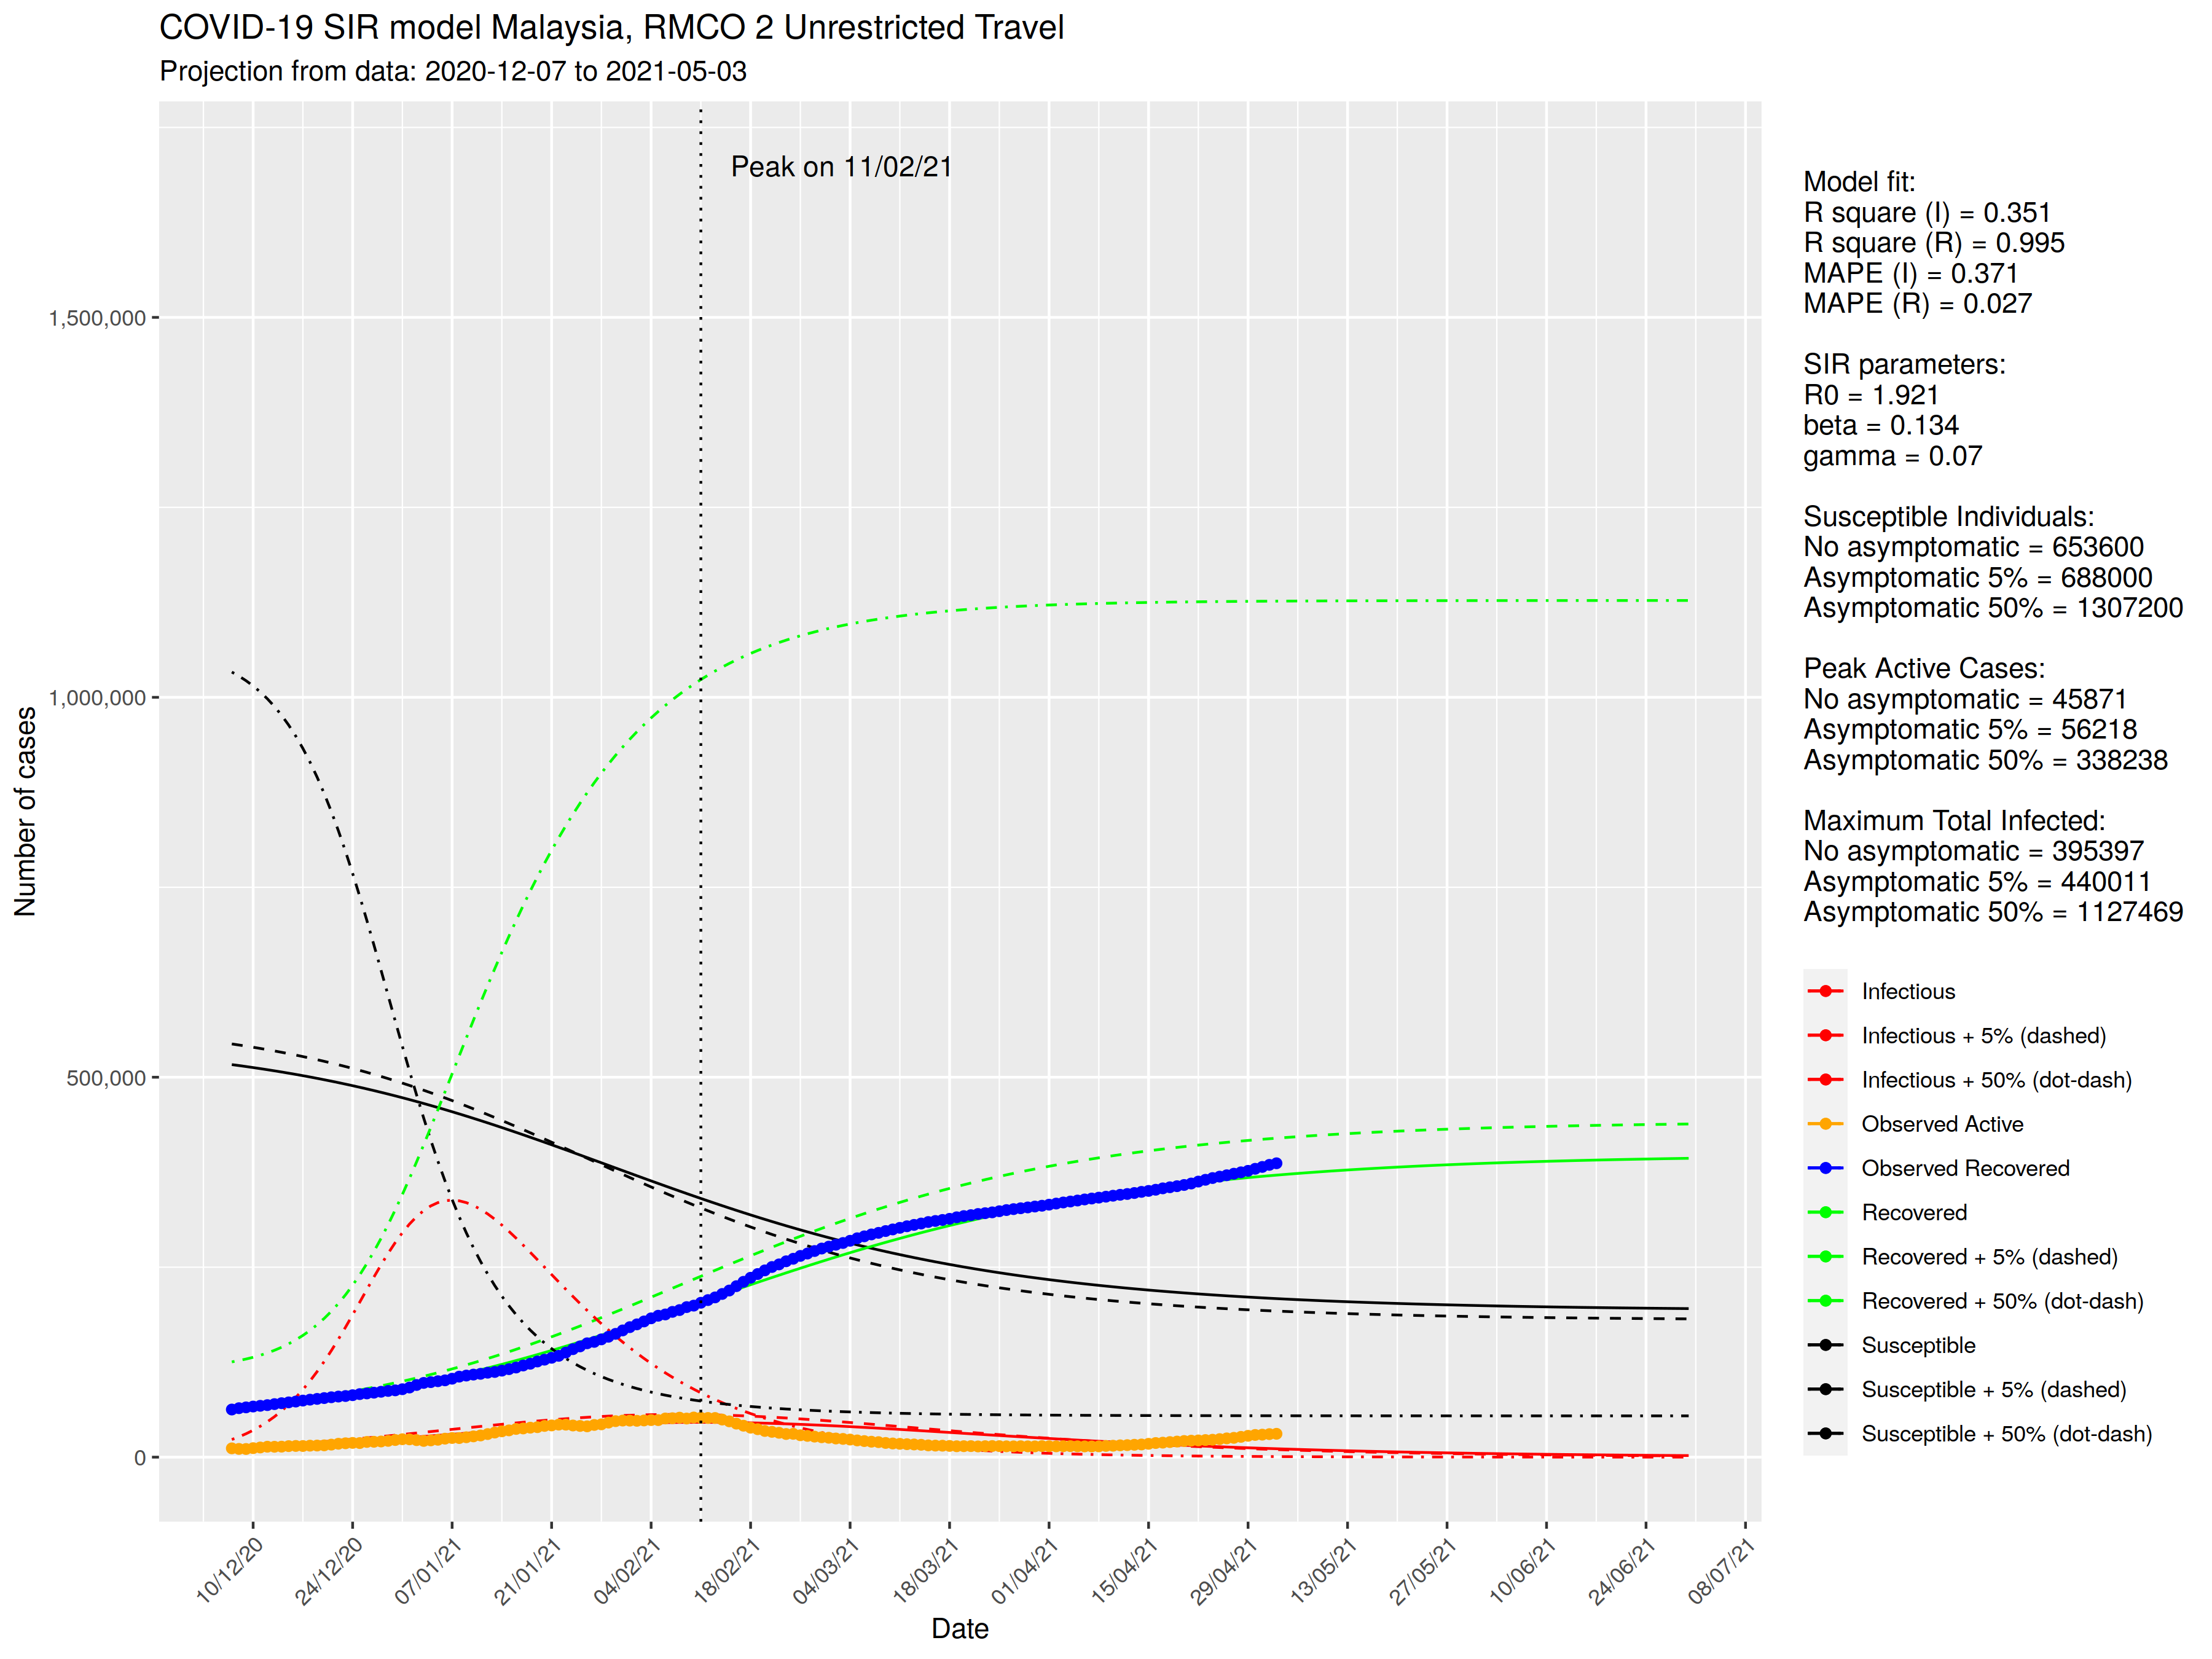 COVID-19 SIR model Malaysia, RMCO 2 Unrestricted Travel
Projection from data: 2020-12-07 to 2021-05-03
Peak on 11/02/21
Number of cases
1,500,000
1,000,000
500,000
0
10/12/20
24/12/20
07/01/21
21/01/21
04/02/21
18/02/21
04/03/21
18/03/21
01/04/21
15/04/21
29/04/21
13/05/21
27/05/21
10/06/21
24/06/21
08/07/21
Date
Model fit:
R square (I) = 0.351
R square (R) = 0.995
MAPE (I) = 0.371
MAPE (R) = 0.027
SIR parameters:
R0 = 1.921
beta = 0.134
gamma = 0.07
Susceptible Individuals:
No asymptomatic = 653600
Asymptomatic 5% = 688000
Asymptomatic 50% = 1307200
Peak Active Cases:
No asymptomatic = 45871
Asymptomatic 5% = 56218
Asymptomatic 50% = 338238
Maximum Total Infected:
No asymptomatic = 395397
Asymptomatic 5% = 440011
Asymptomatic 50% = 1127469
Infectious
Infectious + 5% (dashed)
Infectious + 50% (dot-dash)
Observed Active
Observed Recovered
Recovered
Recovered + 5% (dashed)
Recovered + 50% (dot-dash)
Susceptible
Susceptible + 5% (dashed)
Susceptible + 50% (dot-dash)